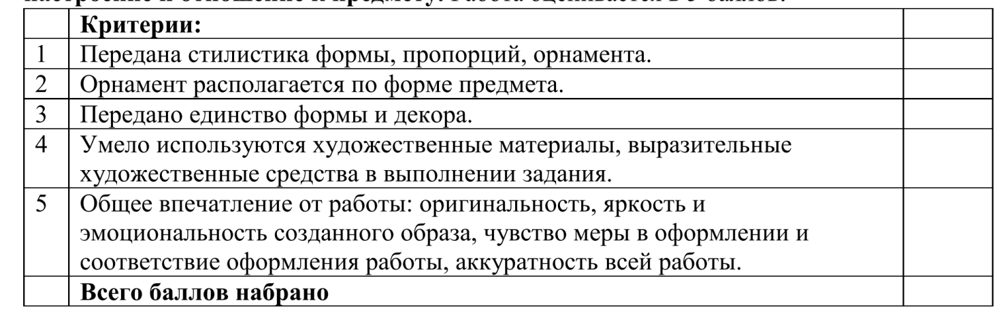 настроение и отношение к предмету. Работа оценивается в 5 баллов.
Критерии:
1 Передана стилистика формы, пропорций, орнамента.
2 Орнамент располагается по форме предмета.
3 Передано единство формы и декора.
4 Умело используются художественные материалы, выразительные
художественные средства в выполнении задания.
5 Общее впечатление от работы: оригинальность, яркость и
эмоциональность созданного образа, чувство меры в оформлении и
соответствие оформления работы, аккуратность всей работы.
Всего баллов набрано